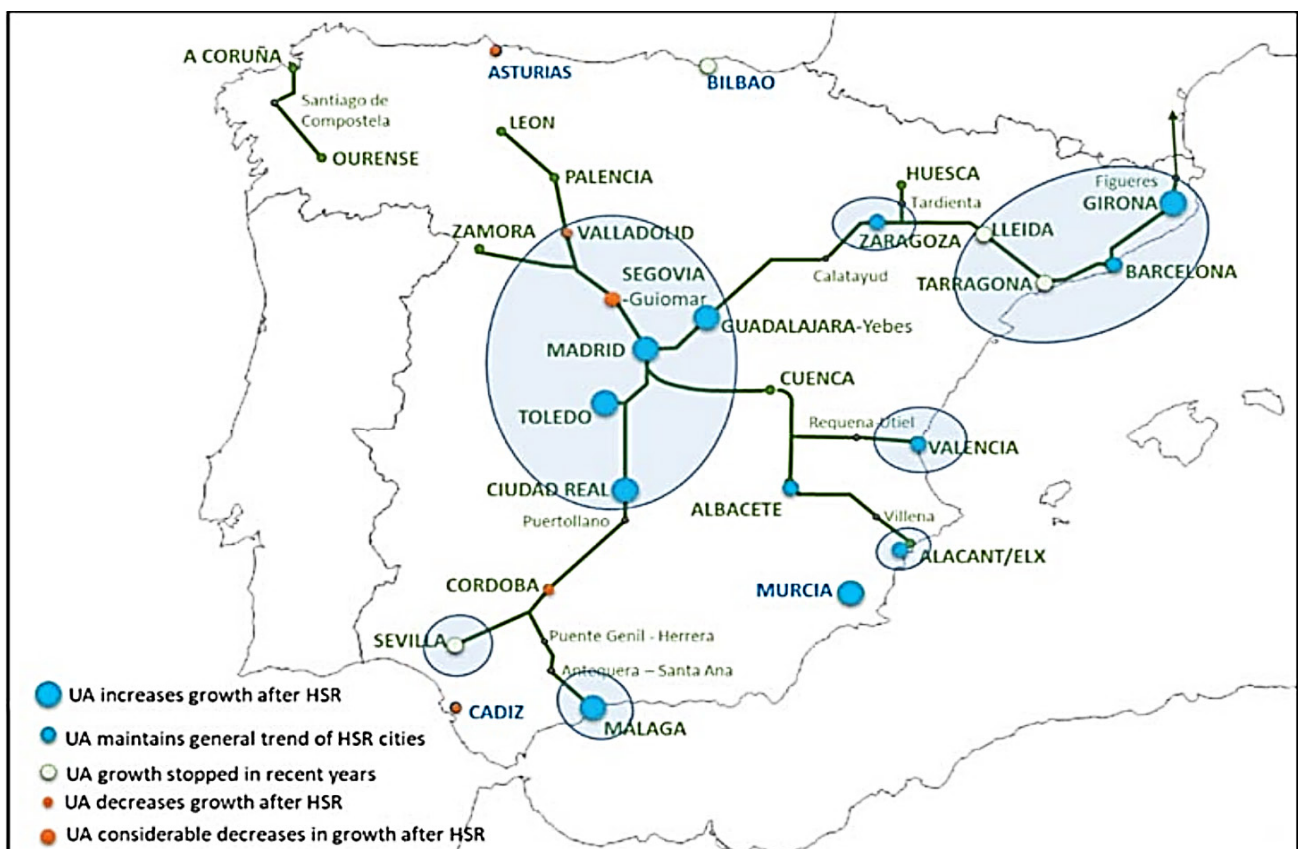 A CORUÑA
ASTURIAS
BILBAO
Santiago de
Compostela
LEON
OURENSE
PALENCIA
HUESCA
Figueres
GIRONA
Tardienta
ZAMORA
VALLADOLID
ZARAGOZA
LLEIDA
SEGOVIA
-Guiomar
Calatayud
TARRAGONA
BARCELONA
GUADALAJARA-Yebes
MADRID
CUENCA
TOLEDO
Requena-Utiel
VALENCIA
CIUDAD REAL
ALBACETE
Puertollano
Villena
ALACANT/ELX
CORDOBA
MURCIA
SEVILLA
Puente Genil - Herrera
Antequera – Santa Ana
CADIZ
MALAGA
UA increases growth after HSR
UA maintains general trend of HSR cities
UA growth stopped in recent years
UA decreases growth after HSR
UA considerable decreases in growth after HSR